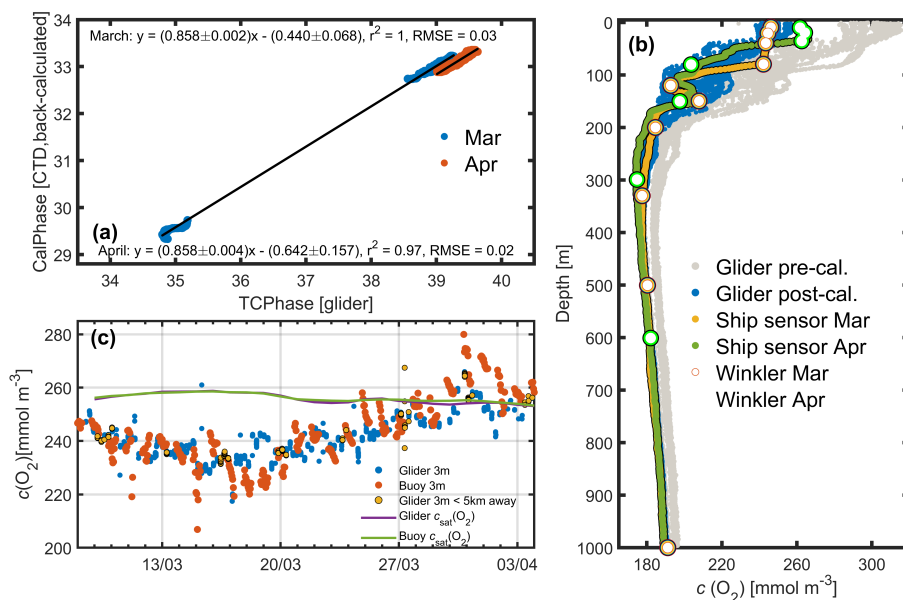 March: y = (0.858±0.002)x - (0.440±0.068), r² = 1, RMSE = 0.03
34
33
32
31
30
29
CalPhase [CTD,back-calculated]
Mar
Apr
(a)
April: y = (0.858±0.004)x - (0.642±0.157), r² = 0.97, RMSE = 0.02
34 35 36 37 38 39 40
TCPhase [glider]
(b)
0
100
200
300
400
500
600
700
800
900
1000
Depth [m]
Glider pre-cal.
Glider post-cal.
Ship sensor Mar
Ship sensor Apr
Winkler Mar
Winkler Apr
180 220 260 300
c (O₂) [mmol m⁻³]
(c)
280
260
240
220
200
c(O₂)[mmol m⁻³]
Glider 3m
Buoy 3m
Glider 3m < 5km away
Glider c_sat(O₂)
Buoy c_sat(O₂)
13/03 20/03 27/03 03/04